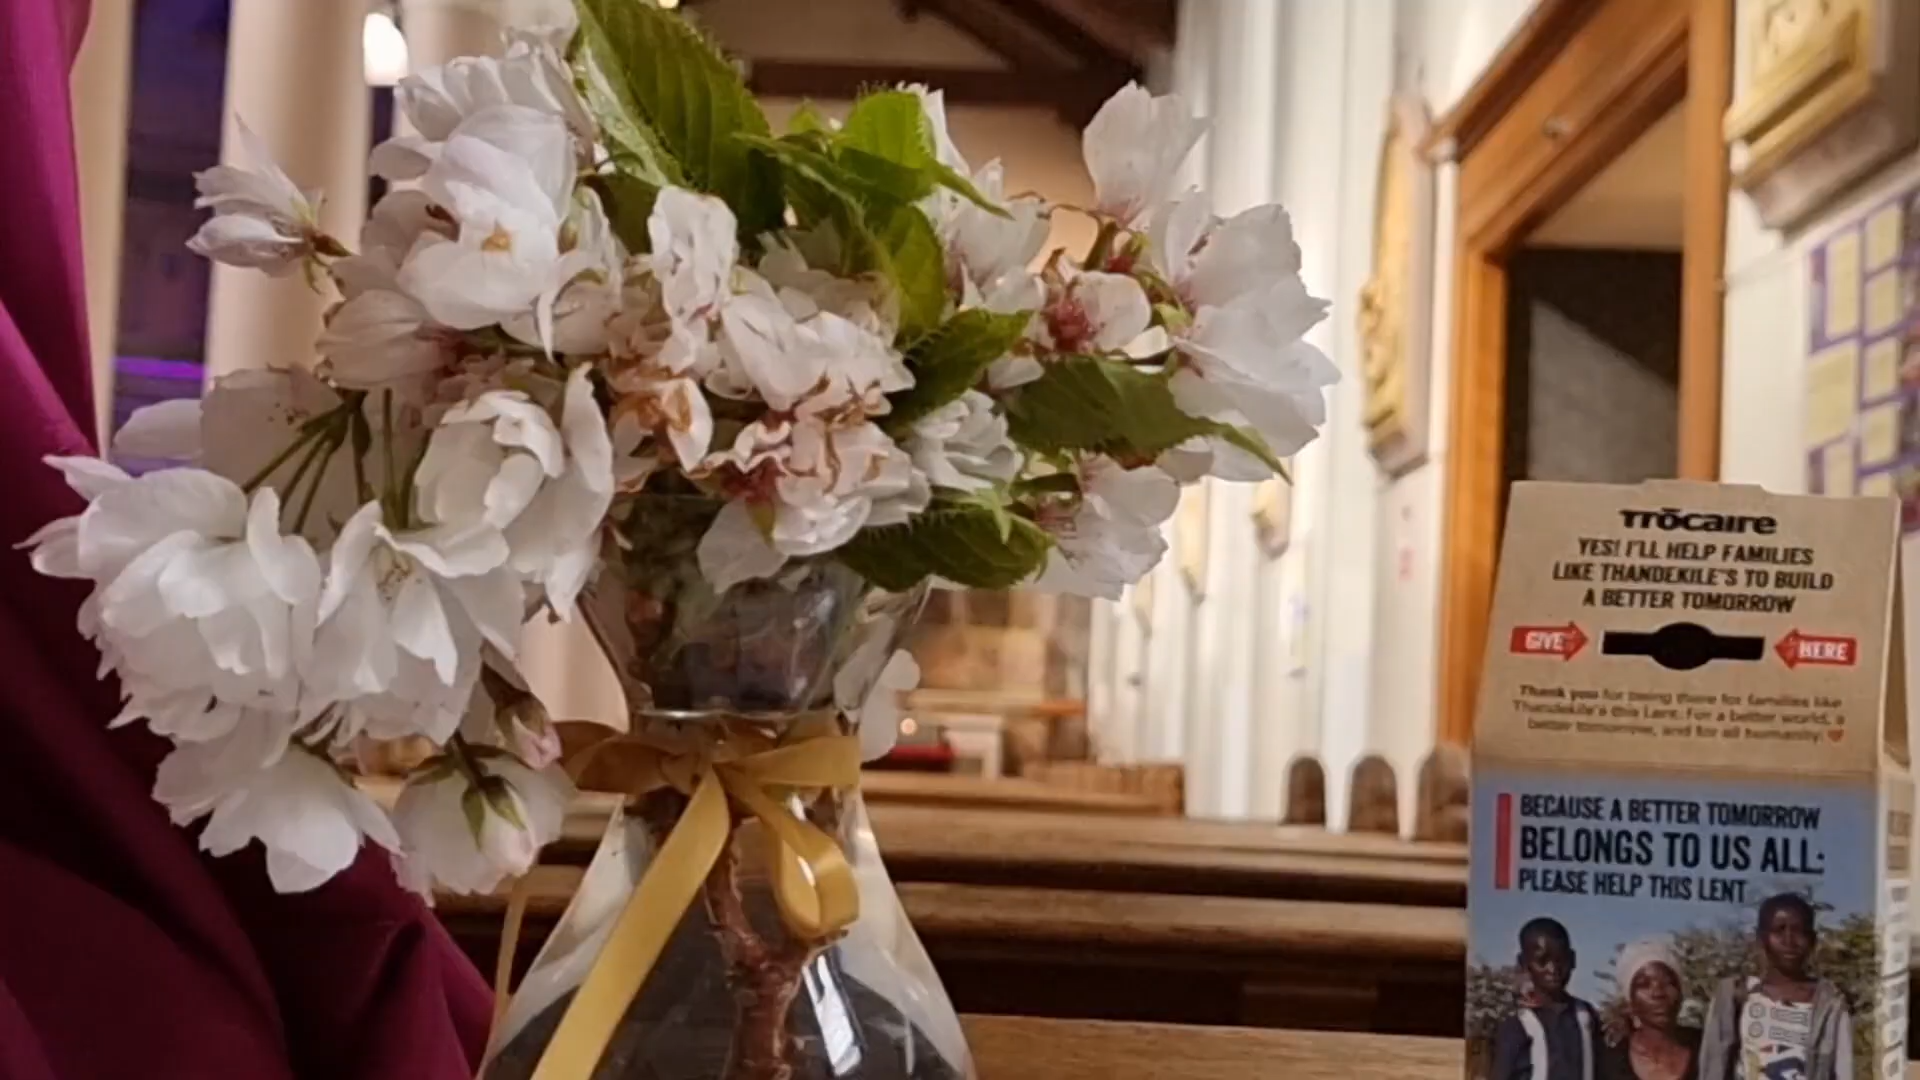 Trócaire
YES! I'LL HELP FAMILIES
LIKE THANDEKILE'S TO BUILD
A BETTER TOMORROW
GIVE HERE
Thank you for being there for families like
Thandekile's this Lent. For a better world, a
better tomorrow, and for all humanity.
BECAUSE A BETTER TOMORROW
BELONGS TO US ALL:
PLEASE HELP THIS LENT